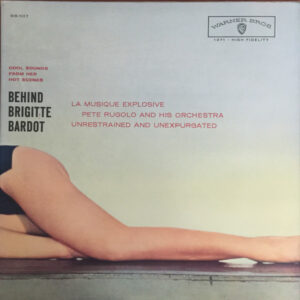 WARNER BROS
1271 · HIGH FIDELITY
COOL SOUNDS
FROM HER
HOT SCENES
BEHIND
BRIGITTE
BARDOT
LA MUSIQUE EXPLOSIVE
PETE RUGOLO AND HIS ORCHESTRA
UNRESTRAINED AND UNEXPURGATED